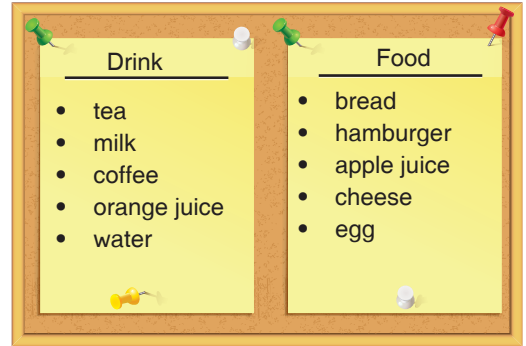 Drink
• tea
• milk
• coffee
• orange juice
• water
Food
• bread
• hamburger
• apple juice
• cheese
• egg